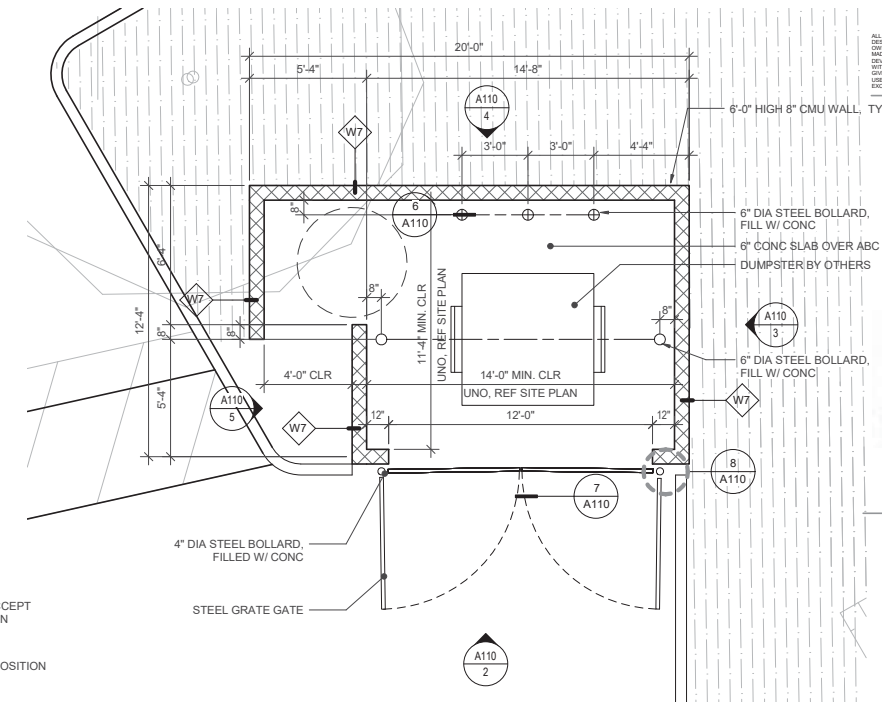 20'-0"
5'-4"
14'-8"
A110
4
6'-0" HIGH 8" CMU WALL, TY
W7
3'-0"
3'-0"
4'-4"
8"
6
A110
6" DIA STEEL BOLLARD,
FILL W/ CONC
6" CONC SLAB OVER ABC
DUMPSTER BY OTHERS
6'-4"
12'-4"
W7
8"
8"
8"
11'-4" MIN. CLR
UNO, REF SITE PLAN
8"
A110
3
6" DIA STEEL BOLLARD,
FILL W/ CONC
4'-0" CLR
14'-0" MIN. CLR
UNO, REF SITE PLAN
5'-4"
A110
5
W7
12"
12'-0"
12"
W7
8
A110
7
A110
4" DIA STEEL BOLLARD,
FILLED W/ CONC
STEEL GRATE GATE
CEPT
N
OSITION
A110
2